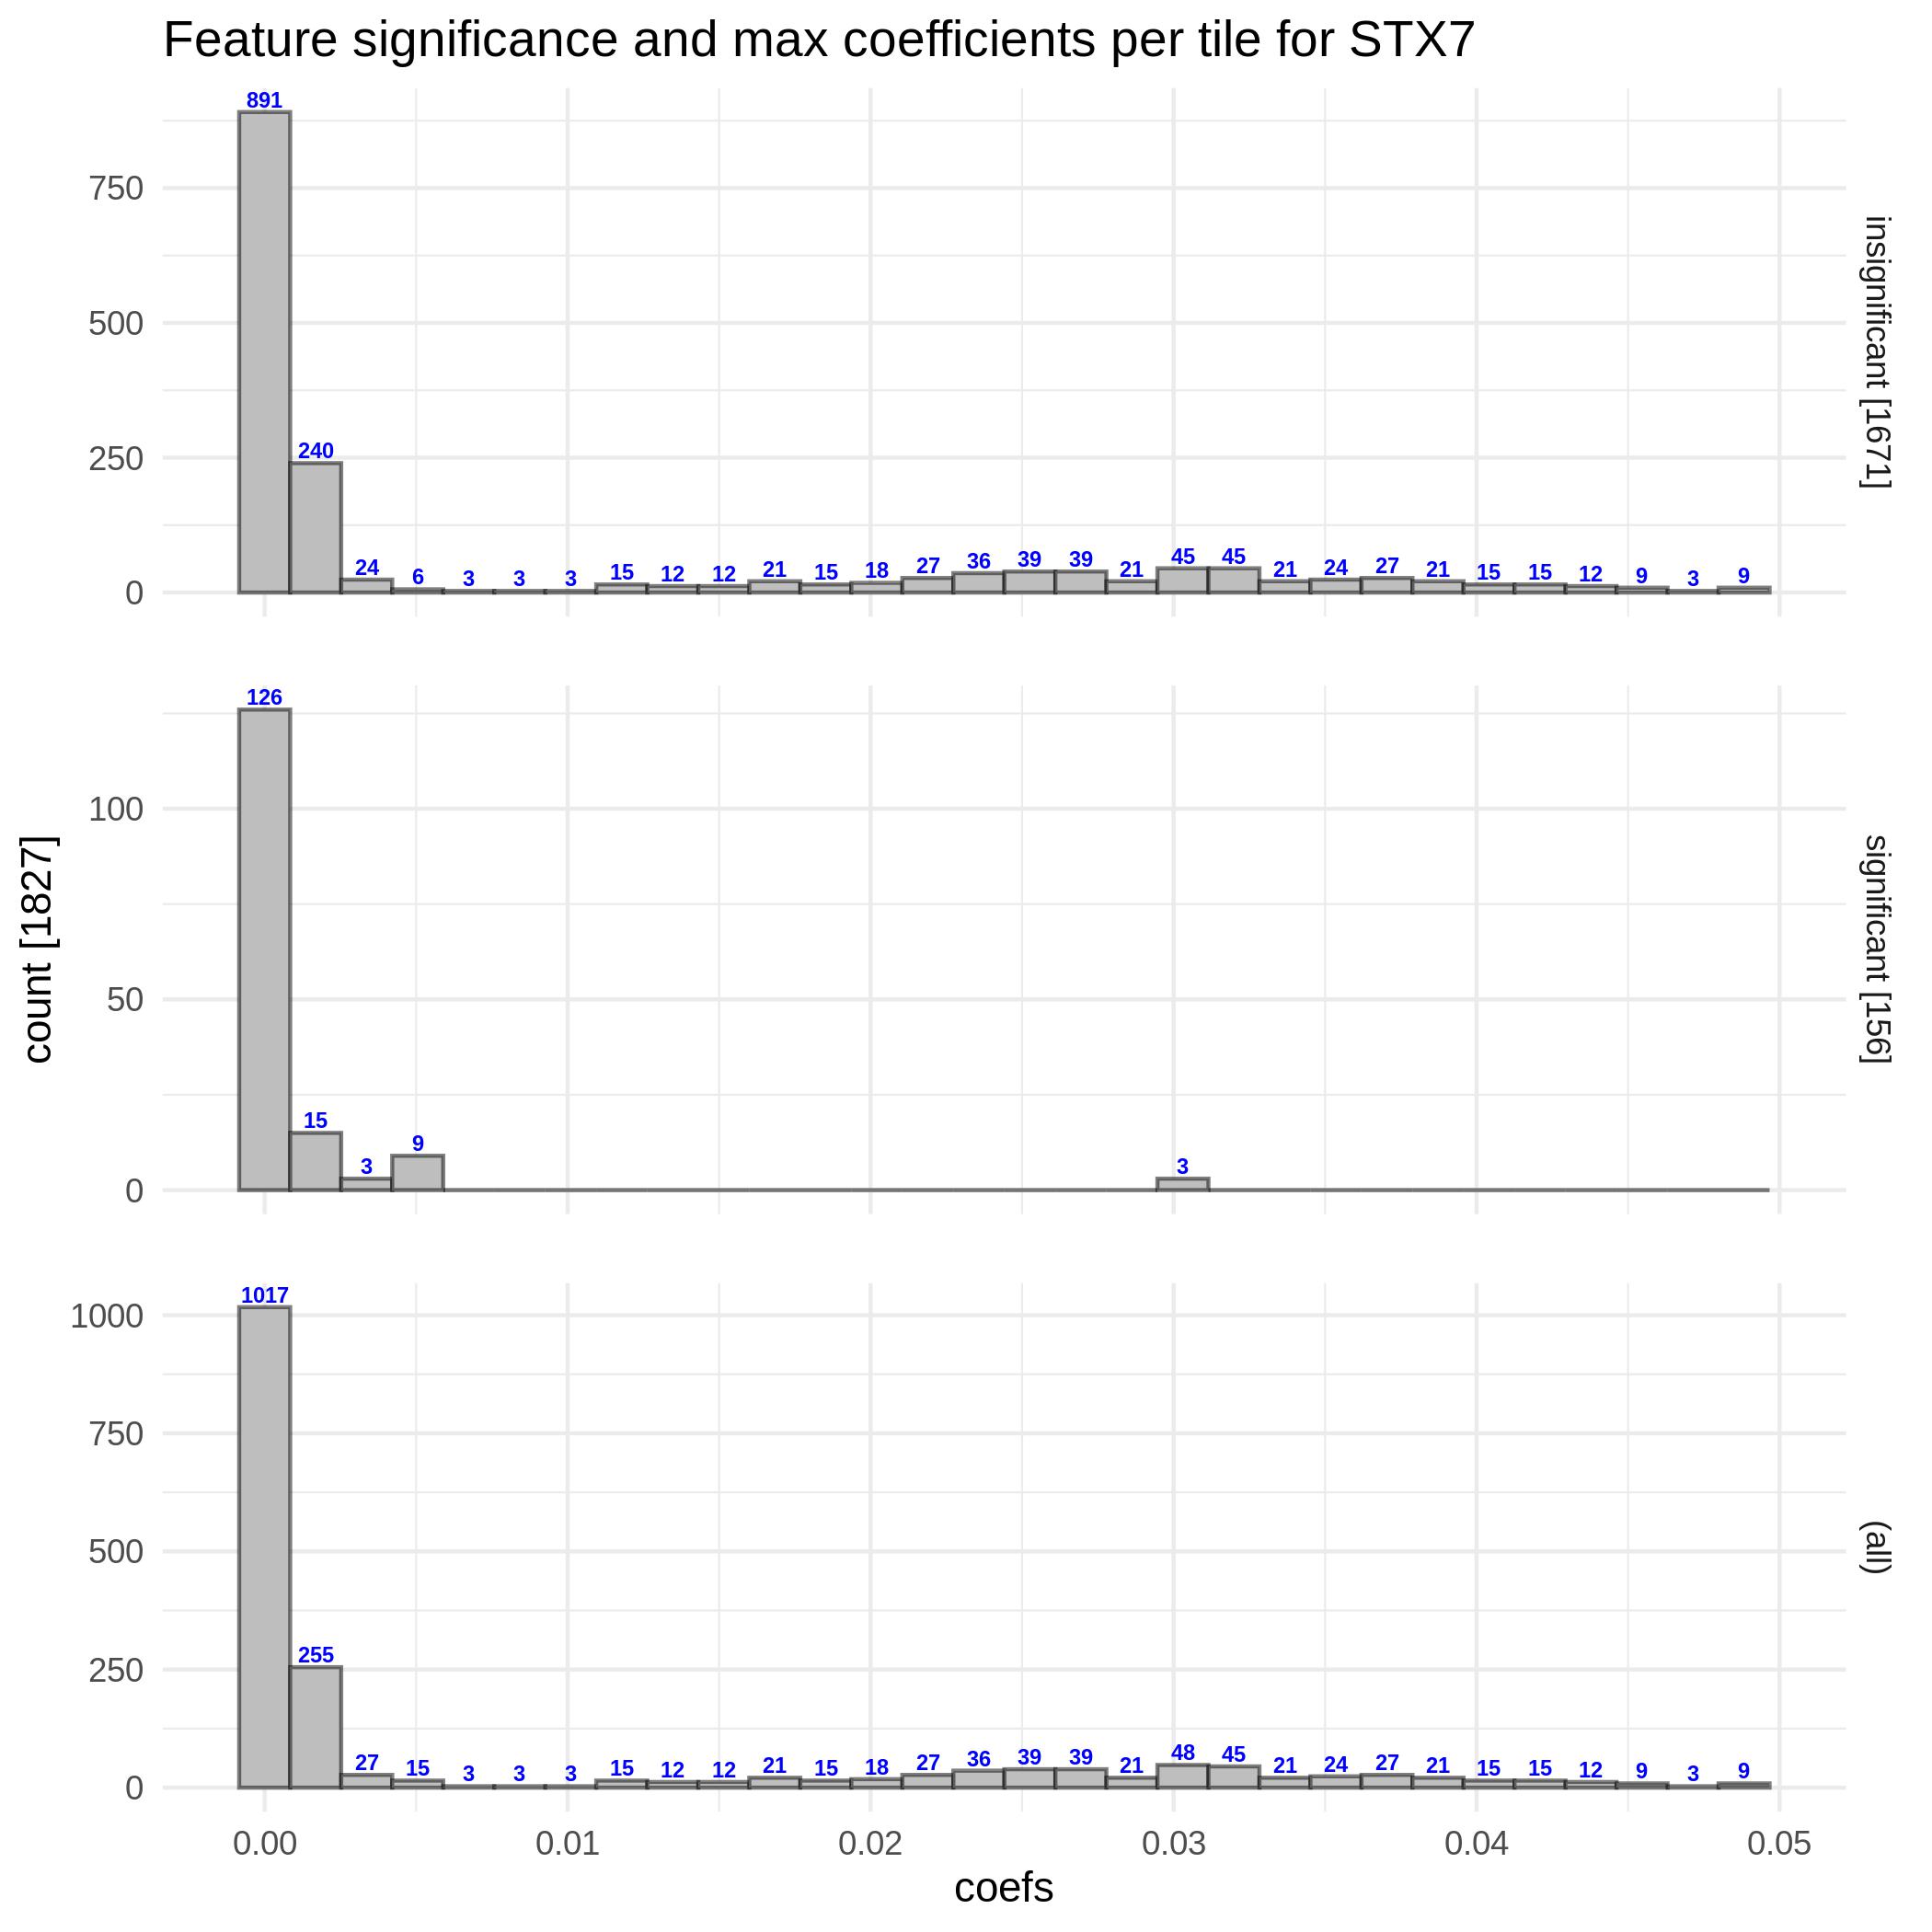 Feature significance and max coefficients per tile for STX7
891
750
500
250
0
240
24 6 3 3 3 15 12 12 21 15 18 27 36 39 39 21 45 45 21 24 27 21 15 15 12 9 3 9
insignificant [1671]
count [1827]
126
100
50
0
15 3 9 3
significant [156]
1017
1000
750
500
250
0
255
27 15 3 3 3 15 12 12 21 15 18 27 36 39 39 21 48 45 21 24 27 21 15 15 12 9 3 9
(all)
0.00 0.01 0.02 0.03 0.04 0.05
coefs